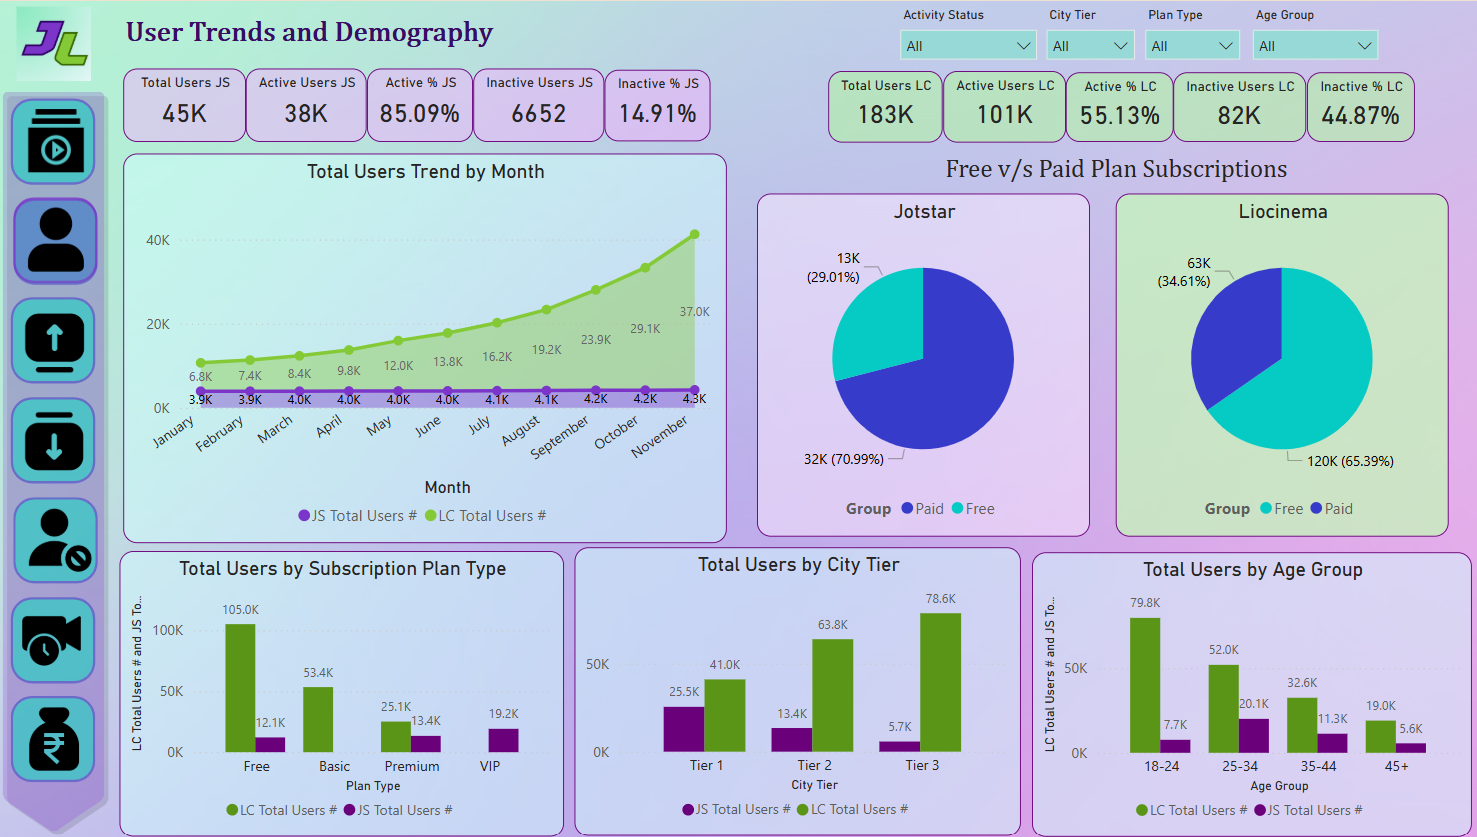 JL
User Trends and Demography
Activity Status
City Tier
Plan Type
Age Group
All
All
All
All
Total Users JS
45K
Active Users JS
38K
Active % JS
85.09%
Inactive Users JS
6652
Inactive % JS
14.91%
Total Users LC
183K
Active Users LC
101K
Active % LC
55.13%
Inactive Users LC
82K
Inactive % LC
44.87%
Total Users Trend by Month
40K
20K
0K
6.8K
7.4K
8.4K
9.8K
12.0K
13.8K
16.2K
19.2K
23.9K
29.1K
37.0K
3.9K
3.9K
4.0K
4.0K
4.0K
4.0K
4.1K
4.1K
4.2K
4.2K
4.3K
January
February
March
April
May
June
July
August
September
October
November
Month
JS Total Users # LC Total Users #
Free v/s Paid Plan Subscriptions
Jotstar
13K
(29.01%)
32K (70.99%)
Group Paid Free
Liocinema
63K
(34.61%)
120K (65.39%)
Group Free Paid
₹
Total Users by Subscription Plan Type
LC Total Users # and JS To...
100K
50K
0K
105.0K
12.1K
53.4K
25.1K
13.4K
19.2K
Free
Basic
Premium
VIP
Plan Type
LC Total Users # JS Total Users #
Total Users by City Tier
50K
0K
25.5K
41.0K
13.4K
63.8K
5.7K
78.6K
Tier 1
Tier 2
Tier 3
City Tier
JS Total Users # LC Total Users #
Total Users by Age Group
LC Total Users # and JS To...
50K
0K
79.8K
7.7K
52.0K
20.1K
32.6K
11.3K
19.0K
5.6K
18-24
25-34
35-44
45+
Age Group
LC Total Users # JS Total Users #